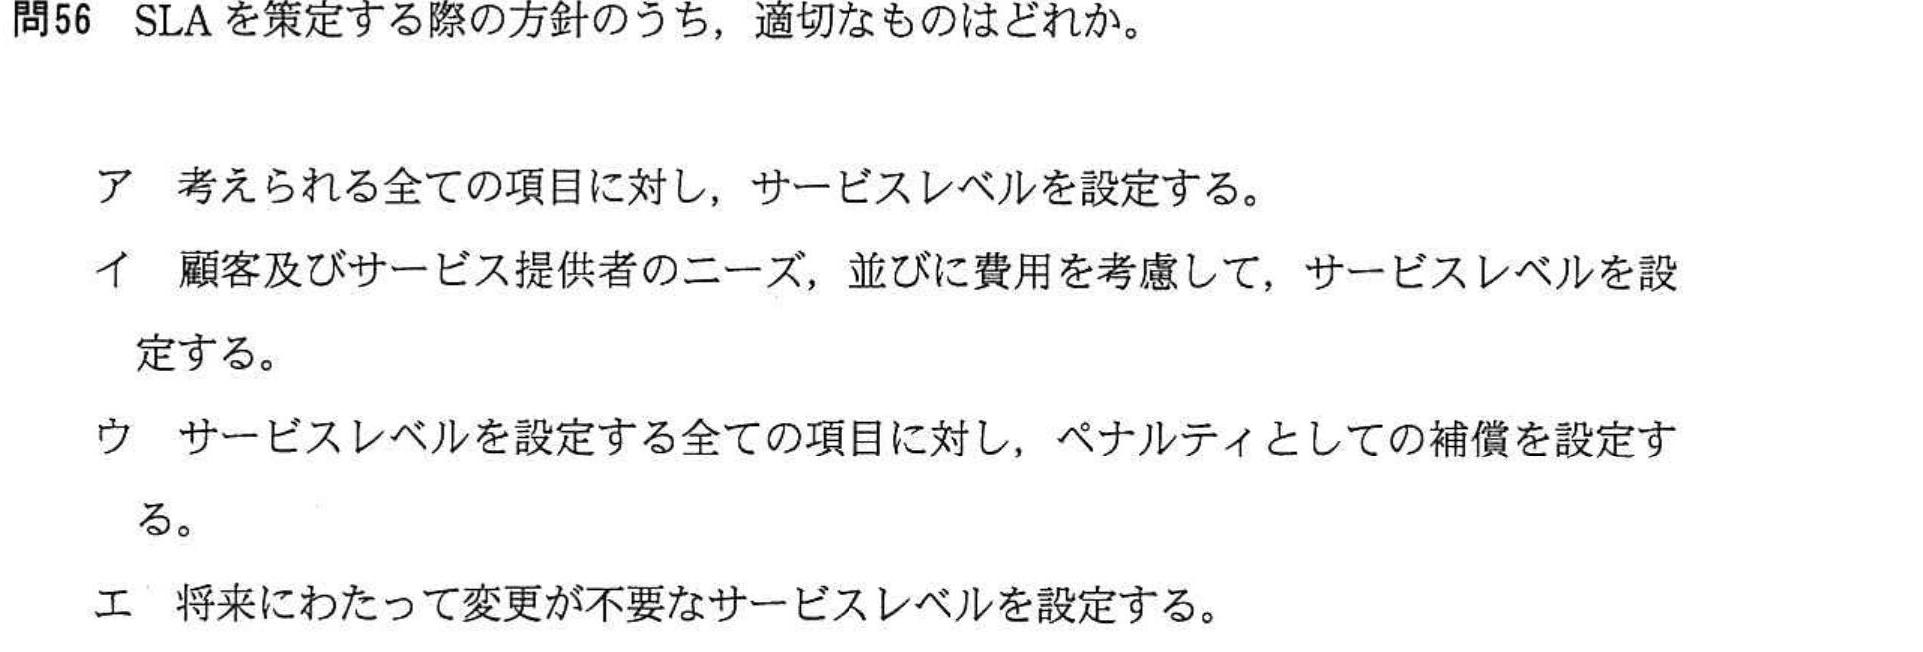 問56 SLA を策定する際の方針のうち，適切なものはどれか。
ア 考えられる全ての項目に対し，サービスレベルを設定する。
イ 顧客及びサービス提供者のニーズ，並びに費用を考慮して，サービスレベルを設
定する。
ウ サービスレベルを設定する全ての項目に対し，ペナルティとしての補償を設定す
る。
エ 将来にわたって変更が不要なサービスレベルを設定する。